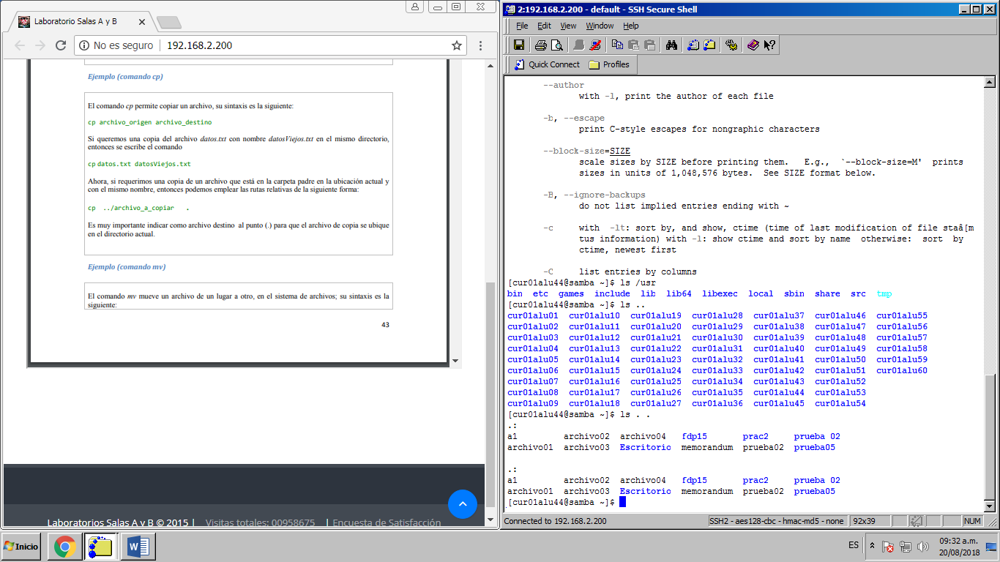 Laboratorio Salas A y B
No es seguro
192.168.2.200
Ejemplo (comando cp)
El comando cp permite copiar un archivo, su sintaxis es la siguiente:
cp archivo_origen archivo_destino
Si queremos una copia del archivo datos.txt con nombre datosViejos.txt en el mismo directorio,
entonces se escribe el comando
cp datos.txt datosViejos.txt
Ahora, si requerimos una copia de un archivo que está en la carpeta padre en la ubicación actual y
con el mismo nombre, entonces podemos emplear las rutas relativas de la siguiente forma:
cp ../archivo_a_copiar .
Es muy importante indicar como archivo destino al punto (.) para que el archivo de copia se ubique
en el directorio actual.
Ejemplo (comando mv)
El comando mv mueve un archivo de un lugar a otro, en el sistema de archivos; su sintaxis es la
siguiente:
43
Laboratorios Salas A y B © 2015 | Visitas totales: 00958675 | Encuesta de Satisfacción
2:192.168.2.200 - default - SSH Secure Shell
File Edit View Window Help
Quick Connect Profiles
--author
with -l, print the author of each file
-b, --escape
print C-style escapes for nongraphic characters
--block-size=SIZE
scale sizes by SIZE before printing them. E.g., `--block-size=M' prints
sizes in units of 1,048,576 bytes. See SIZE format below.
-B, --ignore-backups
do not list implied entries ending with ~
-c with -lt: sort by, and show, ctime (time of last modification of file staâ[m
tus information) with -l: show ctime and sort by name otherwise: sort by
ctime, newest first
-C list entries by columns
[cur01alu44@samba ~]$ ls /usr
bin etc games include lib lib64 libexec local sbin share src tmp
[cur01alu44@samba ~]$ ls ..
cur01alu01 cur01alu10 cur01alu19 cur01alu28 cur01alu37 cur01alu46 cur01alu55
cur01alu02 cur01alu11 cur01alu20 cur01alu29 cur01alu38 cur01alu47 cur01alu56
cur01alu03 cur01alu12 cur01alu21 cur01alu30 cur01alu39 cur01alu48 cur01alu57
cur01alu04 cur01alu13 cur01alu22 cur01alu31 cur01alu40 cur01alu49 cur01alu58
cur01alu05 cur01alu14 cur01alu23 cur01alu32 cur01alu41 cur01alu50 cur01alu59
cur01alu06 cur01alu15 cur01alu24 cur01alu33 cur01alu42 cur01alu51 cur01alu60
cur01alu07 cur01alu16 cur01alu25 cur01alu34 cur01alu43 cur01alu52
cur01alu08 cur01alu17 cur01alu26 cur01alu35 cur01alu44 cur01alu53
cur01alu09 cur01alu18 cur01alu27 cur01alu36 cur01alu45 cur01alu54
[cur01alu44@samba ~]$ ls . .
.:
a1 archivo02 archivo04 fdp15 prac2 prueba 02
archivo01 archivo03 Escritorio memorandum prueba02 prueba05
.:
a1 archivo02 archivo04 fdp15 prac2 prueba 02
archivo01 archivo03 Escritorio memorandum prueba02 prueba05
[cur01alu44@samba ~]$
Connected to 192.168.2.200 SSH2 - aes128-cbc - hmac-md5 - none 92x39 NUM
Inicio
ES
09:32 a.m.
20/08/2018